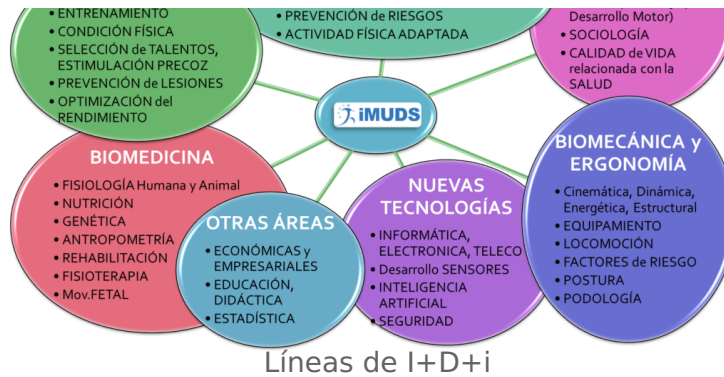 • ENTRENAMIENTO
• CONDICIÓN FÍSICA
• SELECCIÓN de TALENTOS,
ESTIMULACIÓN PRECOZ
• PREVENCIÓN de LESIONES
• OPTIMIZACIÓN del
RENDIMIENTO
PREVENCIÓN de RIESGOS
• ACTIVIDAD FÍSICA ADAPTADA
Desarrollo Motor)
• SOCIOLOGÍA
• CALIDAD de VIDA
relacionada con la
SALUD
iMUDS
BIOMEDICINA
• FISIOLOGÍA Humana y Animal
• NUTRICIÓN
• GENÉTICA
• ANTROPOMETRÍA
• REHABILITACIÓN
• FISIOTERAPIA
• Mov.FETAL
OTRAS ÁREAS
• ECONÓMICAS y
EMPRESARIALES
• EDUCACIÓN,
DIDÁCTICA
• ESTADÍSTICA
NUEVAS
TECNOLOGÍAS
• INFORMÁTICA,
ELECTRONICA, TELECO
• Desarrollo SENSORES
• INTELIGENCIA
ARTIFICIAL
• SEGURIDAD
BIOMECÁNICA y
ERGONOMÍA
• Cinemática, Dinámica,
Energética, Estructural
• EQUIPAMIENTO
• LOCOMOCIÓN
• FACTORES de RIESGO
• POSTURA
• PODOLOGÍA
Líneas de I+D+i